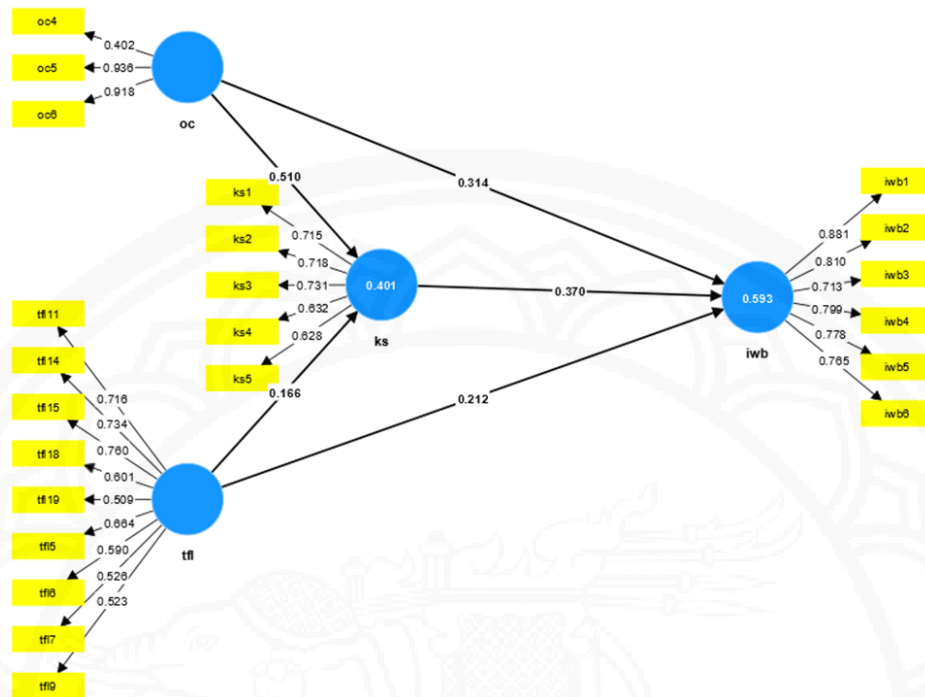 oc4
0.402
oc5
0.936
oc6
0.918
oc
0.510
0.314
ks1
0.715
ks2
0.718
ks3
0.731
ks4
0.632
ks5
0.628
0.401
ks
0.370
iwb1
0.881
iwb2
0.810
iwb3
0.713
iwb4
0.799
iwb5
0.778
iwb6
0.765
0.593
iwb
0.166
0.212
tfl11
0.716
tfl14
0.734
tfl15
0.760
tfl18
0.601
tfl19
0.509
tfl5
0.664
tfl6
0.590
tfl7
0.526
tfl9
0.523
tfl